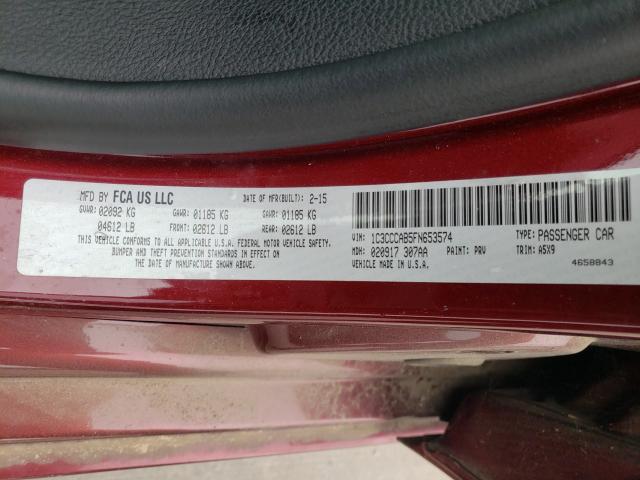 MFD BY FCA US LLC DATE OF MFR(BUILT): 2-15
GVWR: 02092 KG GAWR: 01185 KG GAWR: 01185 KG
04612 LB FRONT: 02612 LB REAR: 02612 LB
THIS VEHICLE CONFORMS TO ALL APPLICABLE U.S.A. FEDERAL MOTOR VEHICLE SAFETY,
BUMPER AND THEFT PREVENTION STANDARDS IN EFFECT ON
THE DATE OF MANUFACTURE SHOWN ABOVE.
VIN: 1C3CCCAB5FN653574 TYPE: PASSENGER CAR
MDH: 020917 307AA PAINT: PRV TRIM: A5X9
VEHICLE MADE IN U.S.A. 4658843